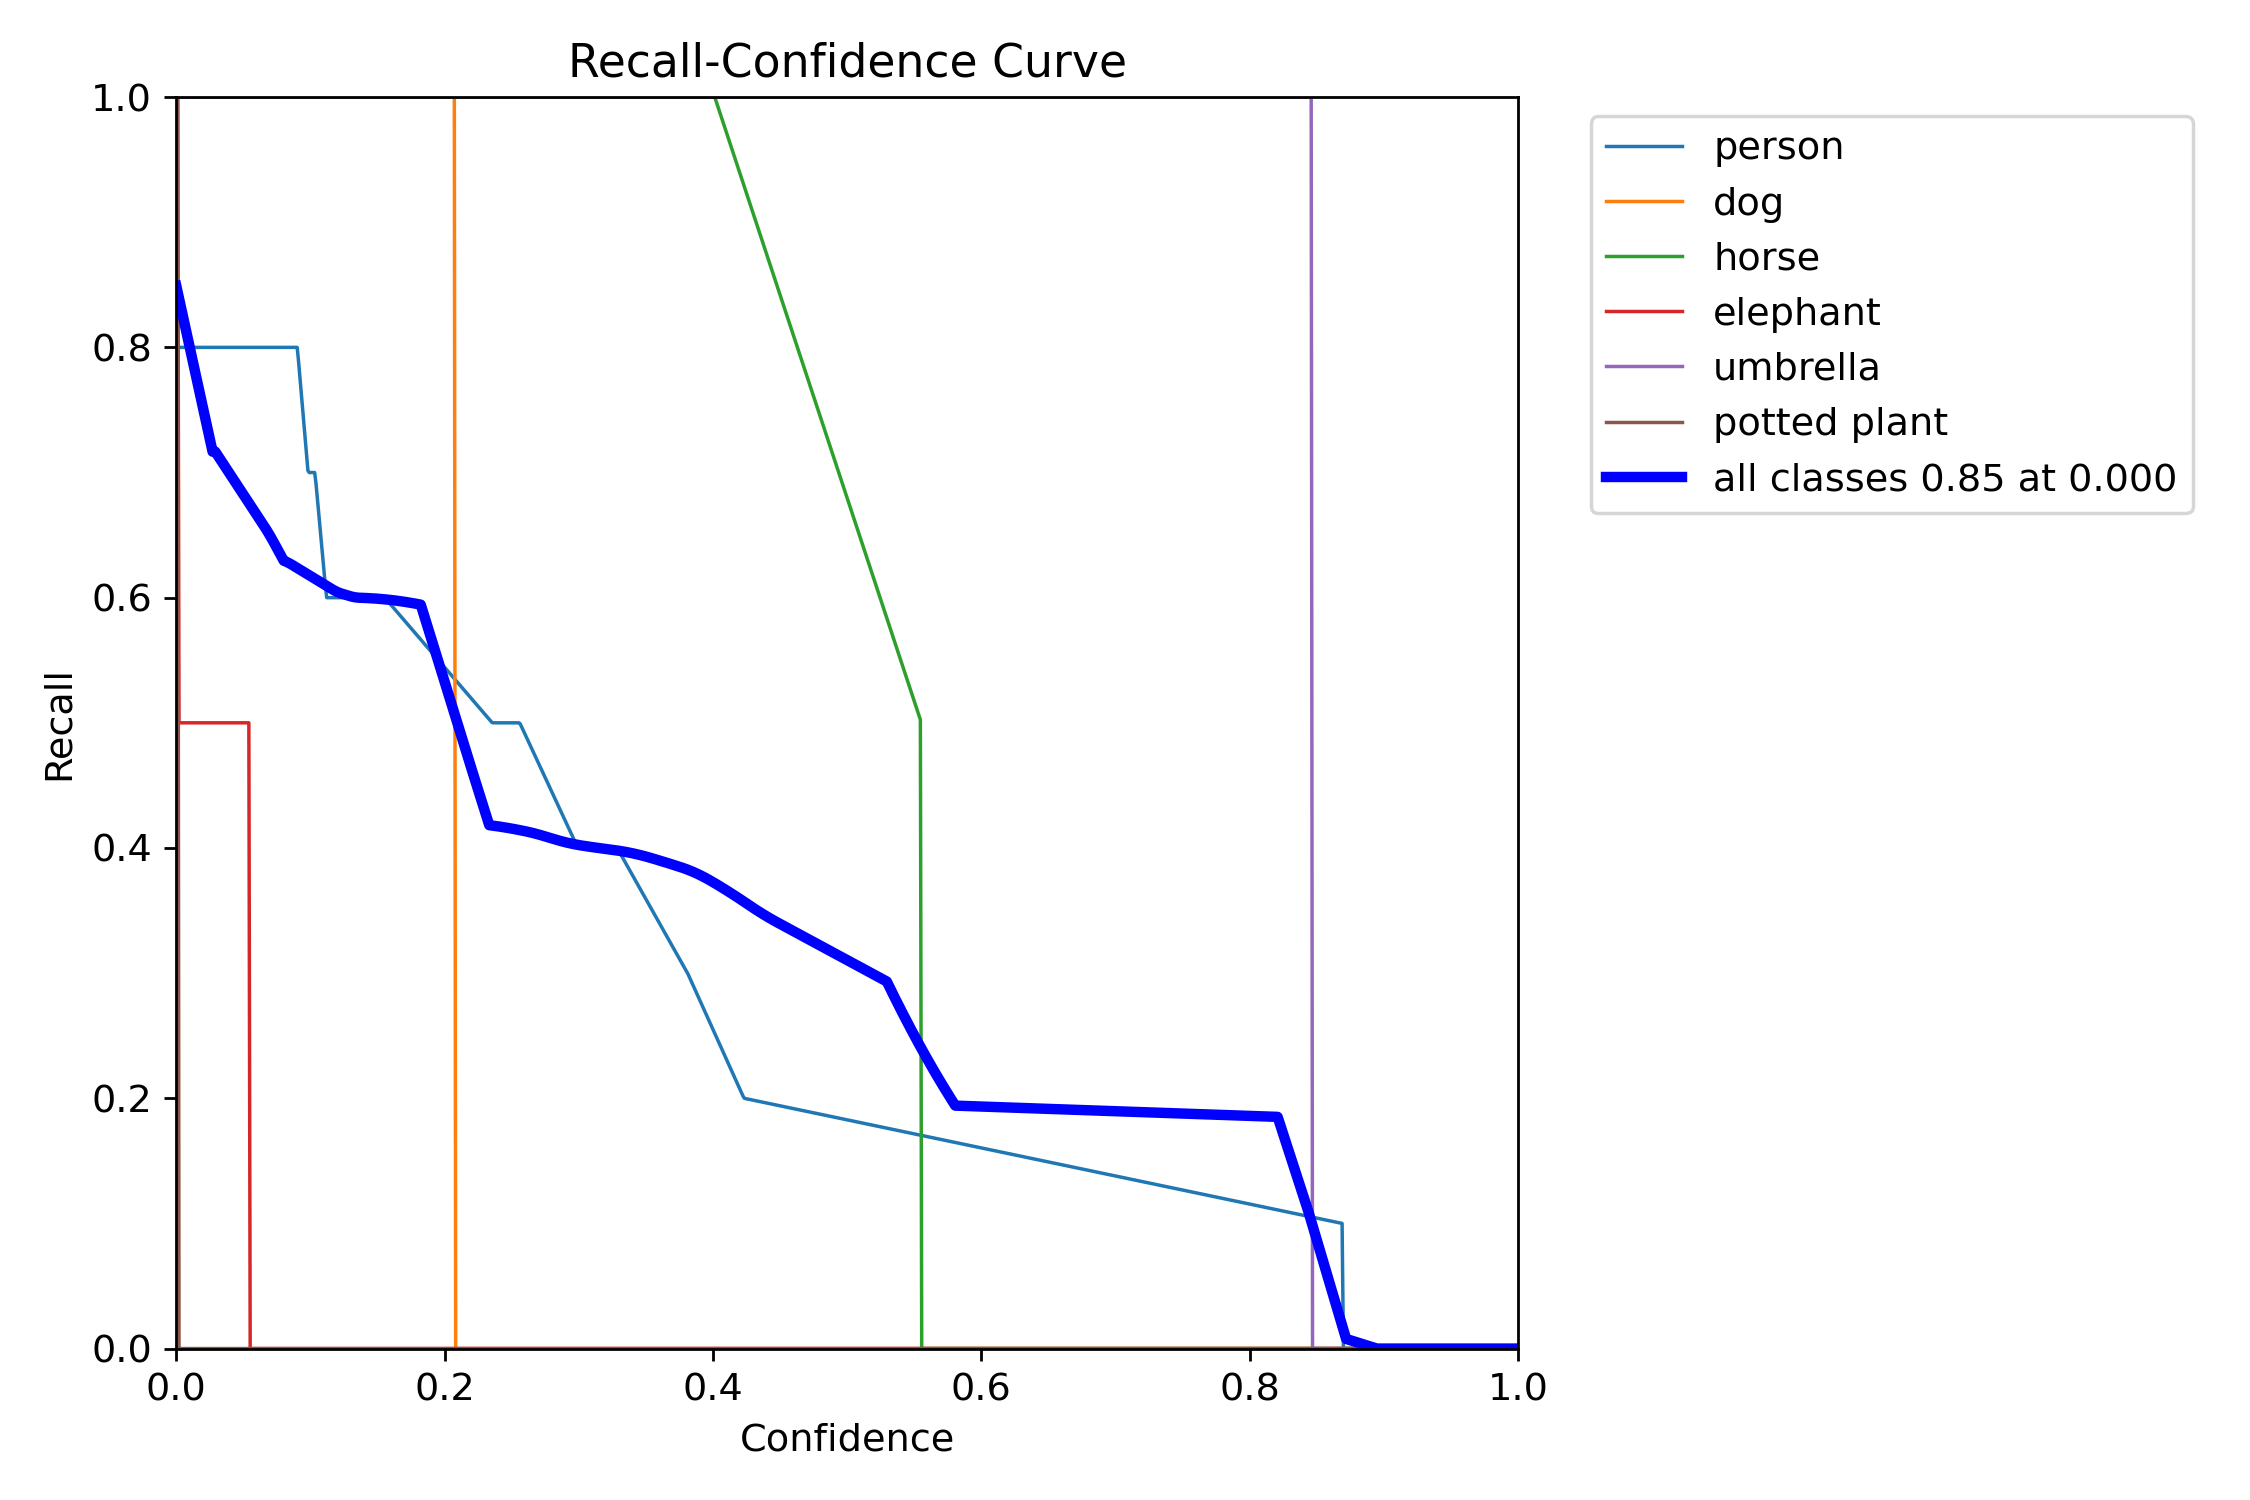 Recall-Confidence Curve
1.0
0.8
0.6
0.4
0.2
0.0
Recall
0.0 0.2 0.4 0.6 0.8 1.0
Confidence
person
dog
horse
elephant
umbrella
potted plant
all classes 0.85 at 0.000